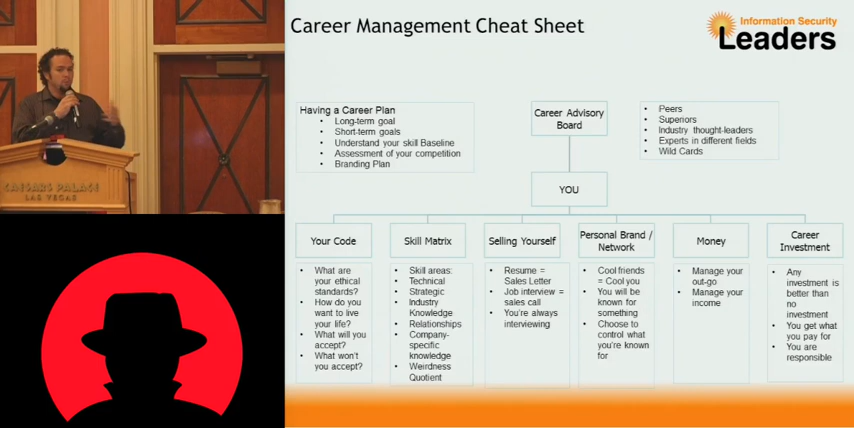 Career Management Cheat Sheet
Information Security
Leaders
CAESARS PALACE
LAS VEGAS
Having a Career Plan
• Long-term goal
• Short-term goals
• Understand your skill Baseline
• Assessment of your competition
• Branding Plan
Career Advisory
Board
• Peers
• Superiors
• Industry thought-leaders
• Experts in different fields
• Wild Cards
YOU
Your Code
• What are
your ethical
standards?
• How do you
want to live
your life?
• What will you
accept?
• What won't
you accept?
Skill Matrix
• Skill areas:
• Technical
• Strategic
• Industry
Knowledge
• Relationships
• Company-
specific
knowledge
• Weirdness
Quotient
Selling Yourself
• Resume =
Sales Letter
• Job interview =
sales call
• You're always
interviewing
Personal Brand /
Network
• Cool friends
= Cool you
• You will be
known for
something
• Choose to
control what
you're known
for
Money
• Manage your
out-go
• Manage your
income
Career
Investment
• Any
investment is
better than
no
investment
• You get what
you pay for
• You are
responsible